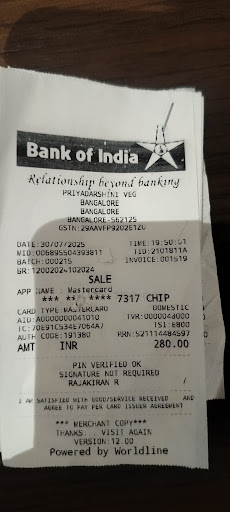 Bank of India
Relationship beyond banking
PRIYADARSHINI VEG
BANGALORE
BANGALORE
BANGALORE-562125
GSTN:29AAVFP9202E1ZU
DATE:30/07/2025 TIME:19:50:01
MID:006895504393811 TID:2101811A
BATCH:000215 INVOICE:001519
BR:1200202402024
SALE
APP NAME : Mastercard
*** *** **** 7317 CHIP
CARD TYPE:MASTERCARD DOMESTIC
AID:A0000000041010 TVR:0000048000
TC:70E91C534E7064A7 TSI:E800
AUTH CODE:191380 RRN:521114484597
AMT INR 280.00
PIN VERIFIED OK
SIGNATURE NOT REQUIRED
RAJAKIRAN R /
I AM SATISFIED WITH GOOD/SERVICE RECEIVED AND
AGREE TO PAY PER CARD ISSUER AGREEMENT
*** MERCHANT COPY***
THANKS.. VISIT AGAIN
VERSION:12.00
Powered by Worldline